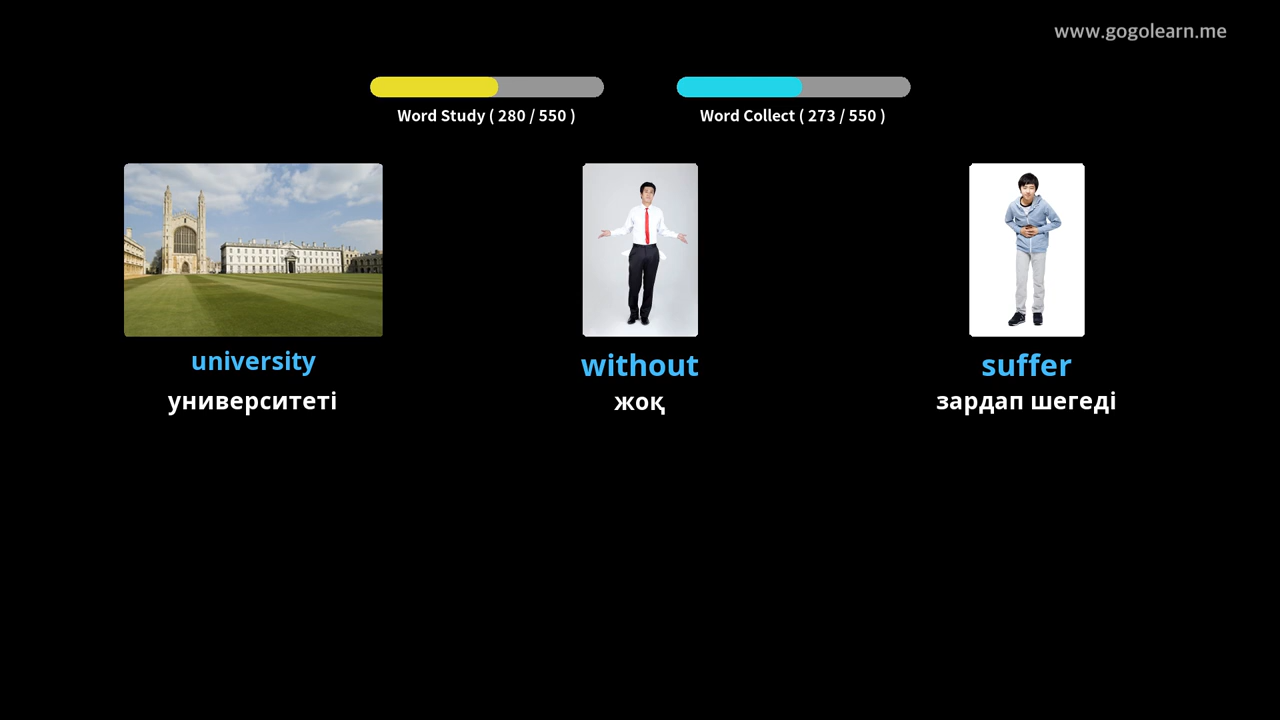 www.gogolearn.me
Word Study ( 280 / 550 )
Word Collect ( 273 / 550 )
university
without
suffer
университеті
жоқ
зардап шегеді